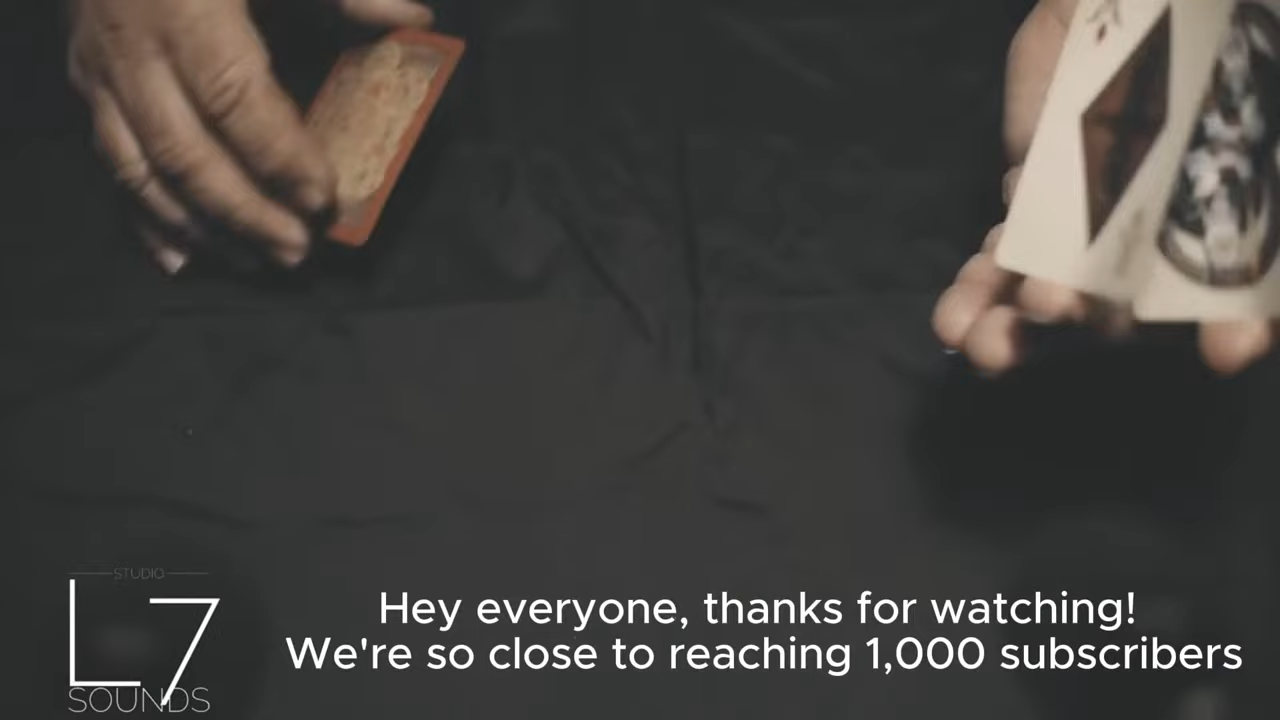 STUDIO
L7
SOUNDS
Hey everyone, thanks for watching!
We're so close to reaching 1,000 subscribers